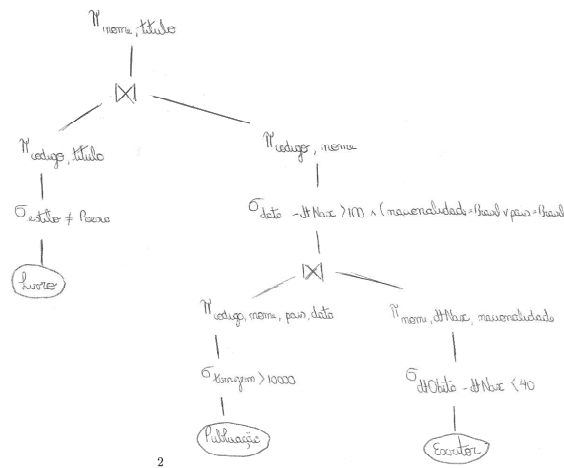 π nome, titulo
⋈
π codigo, titulo
π codigo, nome
σ estilo ≠ Poesia
σ data - dtNasc > 100 ∧ (nacionalidade = Brasil ∨ pais = Brasil
Livro
⋈
π codigo, nome, pais, data
π nome, dtNasc, nacionalidade
σ tiragem > 10000
σ dtObito - dtNasc < 40
Publicação
Escritor
2